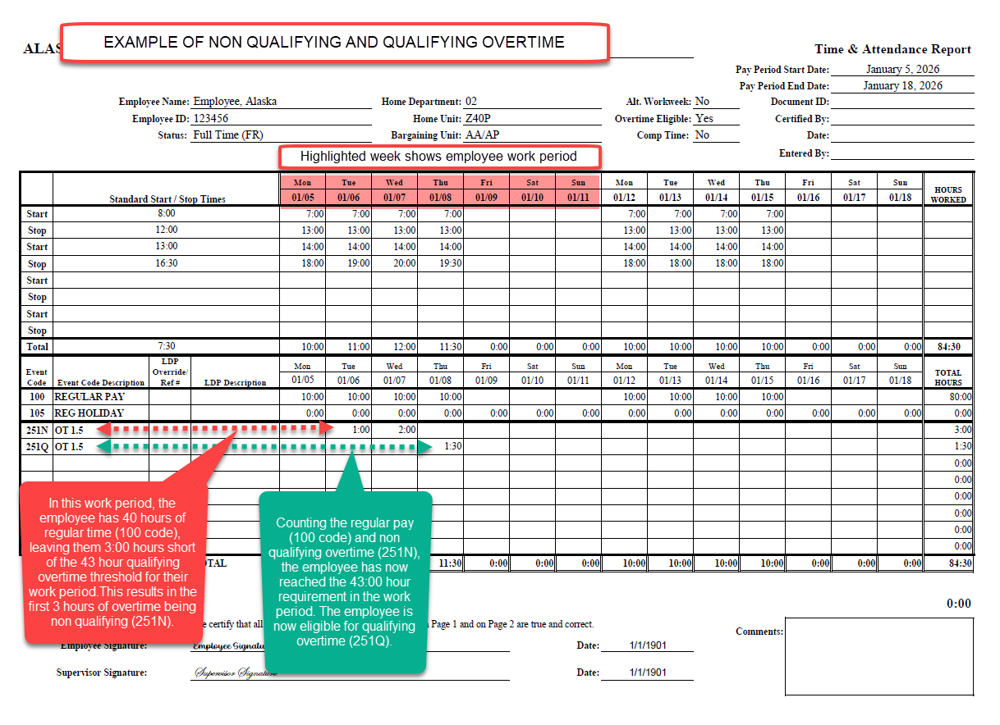 EXAMPLE OF NON QUALIFYING AND QUALIFYING OVERTIME
ALAS
Time & Attendance Report
Pay Period Start Date: January 5, 2026
Pay Period End Date: January 18, 2026
Employee Name: Employee, Alaska Home Department: 02 Alt. Workweek: No Document ID:
Employee ID: 123456 Home Unit: Z40P Overtime Eligible: Yes Certified By:
Status: Full Time (FR) Bargaining Unit: AA/AP Comp Time: No Date:
Entered By:
Highlighted week shows employee work period
Mon Tue Wed Thu Fri Sat Sun Mon Tue Wed Thu Fri Sat Sun HOURS WORKED
Standard Start / Stop Times 01/05 01/06 01/07 01/08 01/09 01/10 01/11 01/12 01/13 01/14 01/15 01/16 01/17 01/18
Start 8:00 7:00 7:00 7:00 7:00 7:00 7:00 7:00 7:00
Stop 12:00 13:00 13:00 13:00 13:00 13:00 13:00 13:00 13:00
Start 13:00 14:00 14:00 14:00 14:00 14:00 14:00 14:00 14:00
Stop 16:30 18:00 19:00 20:00 19:30 18:00 18:00 18:00 18:00
Start
Stop
Start
Stop
Total 7:30 10:00 11:00 12:00 11:30 0:00 0:00 0:00 10:00 10:00 10:00 10:00 0:00 0:00 0:00 84:30
Event Code Event Code Description LDP Override/ Ref # LDP Description Mon Tue Wed Thu Fri Sat Sun Mon Tue Wed Thu Fri Sat Sun TOTAL HOURS
01/05 01/06 01/07 01/08 01/09 01/10 01/11 01/12 01/13 01/14 01/15 01/16 01/17 01/18
100 REGULAR PAY 10:00 10:00 10:00 10:00 10:00 10:00 10:00 10:00 80:00
105 REG HOLIDAY 0:00 0:00 0:00 0:00 0:00 0:00 0:00 0:00 0:00 0:00 0:00 0:00 0:00 0:00 0:00
251N OT 1.5 1:00 2:00 3:00
251Q OT 1.5 1:30 1:30
0:00
0:00
0:00
0:00
0:00
0:00
OTAL 11:30 0:00 0:00 0:00 10:00 10:00 10:00 10:00 0:00 0:00 0:00 84:30
In this work period, the
employee has 40 hours of
regular time (100 code),
leaving them 3:00 hours short
of the 43 hour qualifying
overtime threshold for their
work period.This results in the
first 3 hours of overtime being
non qualifying (251N).
Counting the regular pay
(100 code) and non
qualifying overtime (251N),
the employee has now
reached the 43:00 hour
requirement in the work
period. The employee is
now eligible for qualifying
overtime (251Q).
0:00
e certify that al
n Page 1 and on Page 2 are true and correct.
Comments:
Employee Signature: Employee Signatu Date: 1/1/1901
Supervisor Signature: Supervisor Signature Date: 1/1/1901